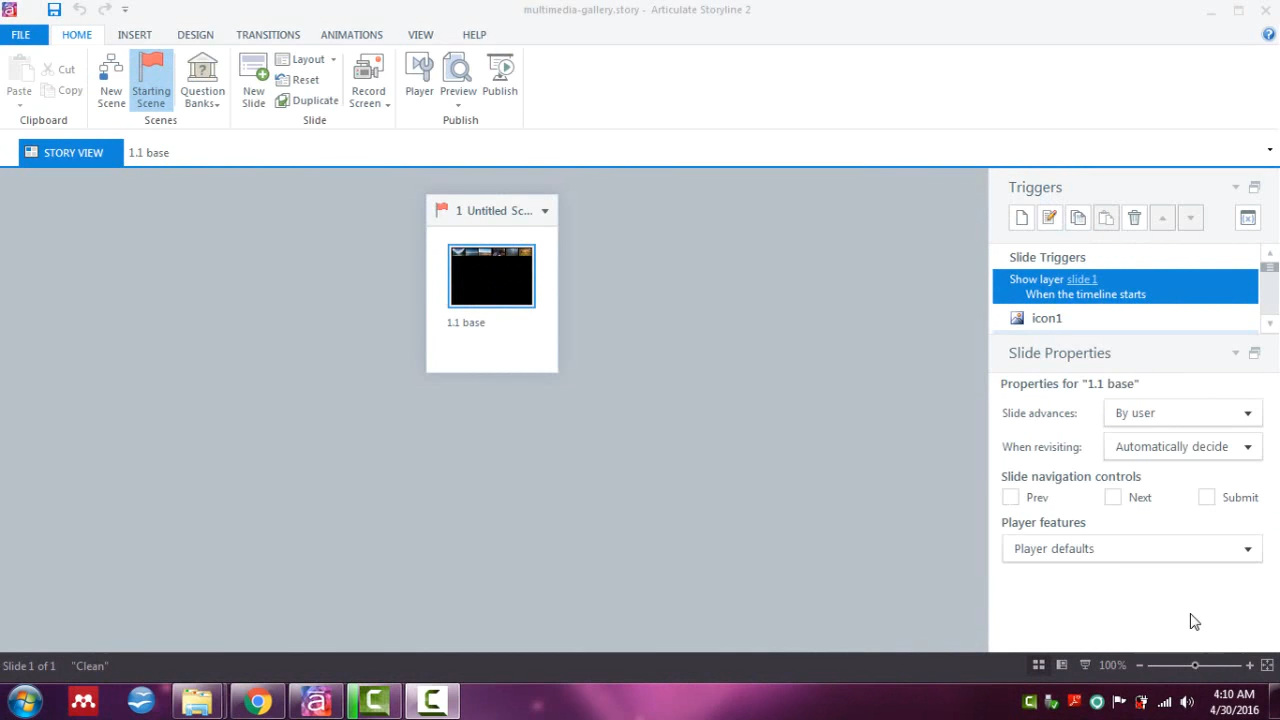 multimedia-gallery.story - Articulate Storyline 2
FILE HOME INSERT DESIGN TRANSITIONS ANIMATIONS VIEW HELP
Paste
Cut
Copy
Clipboard
New Scene
Starting Scene
Question Banks
Scenes
New Slide
Layout
Reset
Duplicate
Slide
Record Screen
Player
Preview
Publish
Publish
STORY VIEW 1.1 base
1 Untitled Sc...
1.1 base
Triggers
Slide Triggers
Show layer slide 1
When the timeline starts
icon1
Slide Properties
Properties for "1.1 base"
Slide advances: By user
When revisiting: Automatically decide
Slide navigation controls
Prev Next Submit
Player features
Player defaults
Slide 1 of 1 "Clean" 100%
4:10 AM
4/30/2016